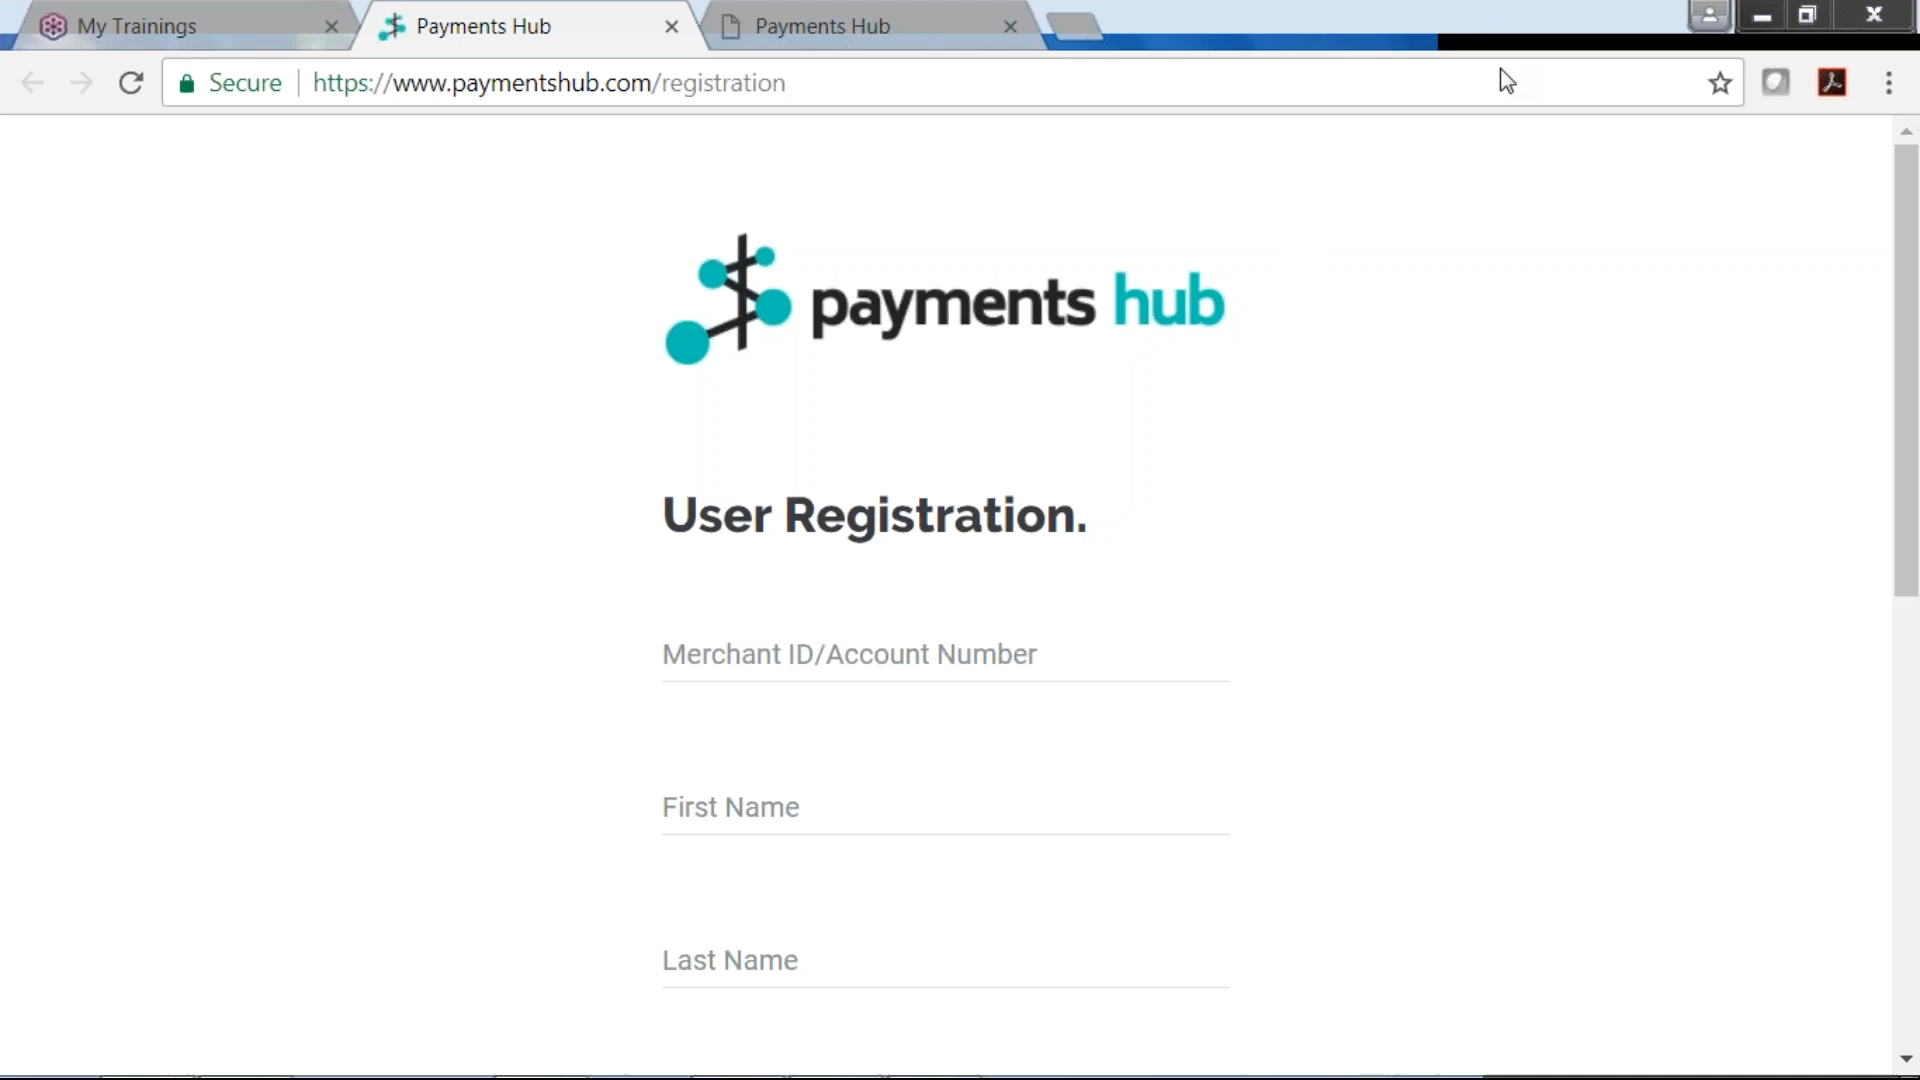 My Trainings
Payments Hub
Payments Hub
Secure
https://www.paymentshub.com/registration
payments hub
User Registration.
Merchant ID/Account Number
First Name
Last Name